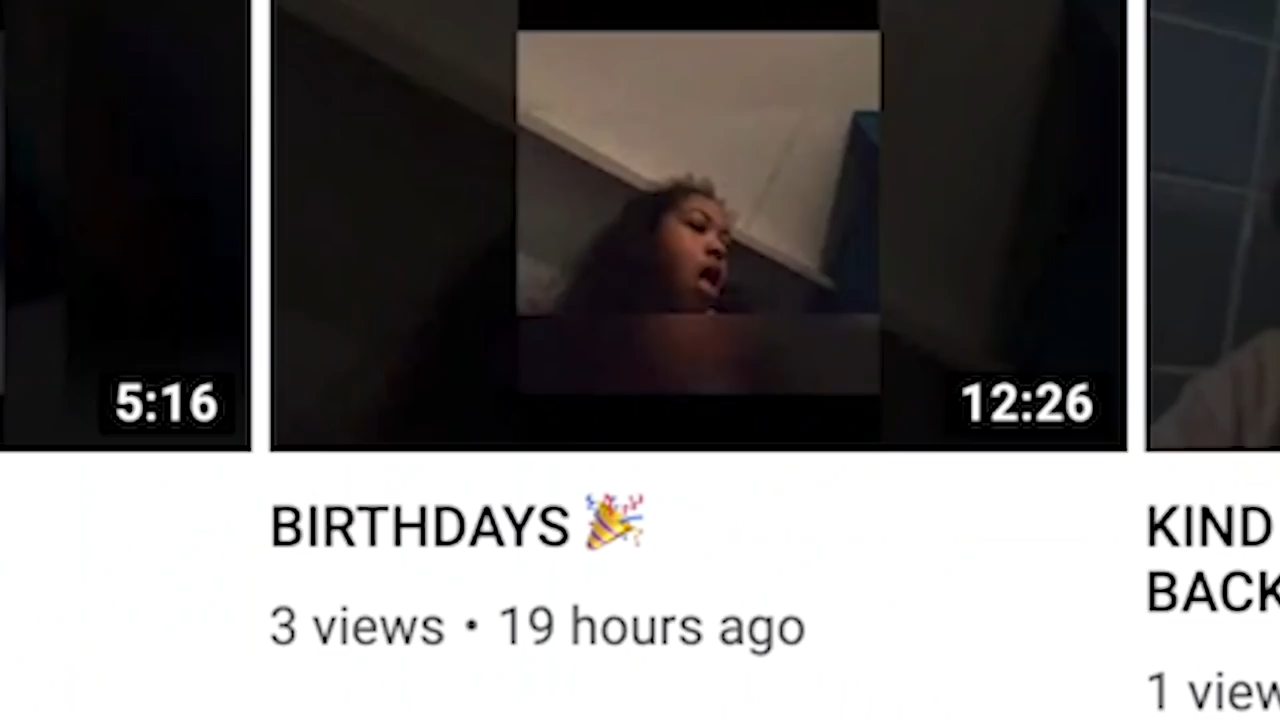 5:16
12:26
BIRTHDAYS 🎉
3 views • 19 hours ago
KIND
BACK
1 view